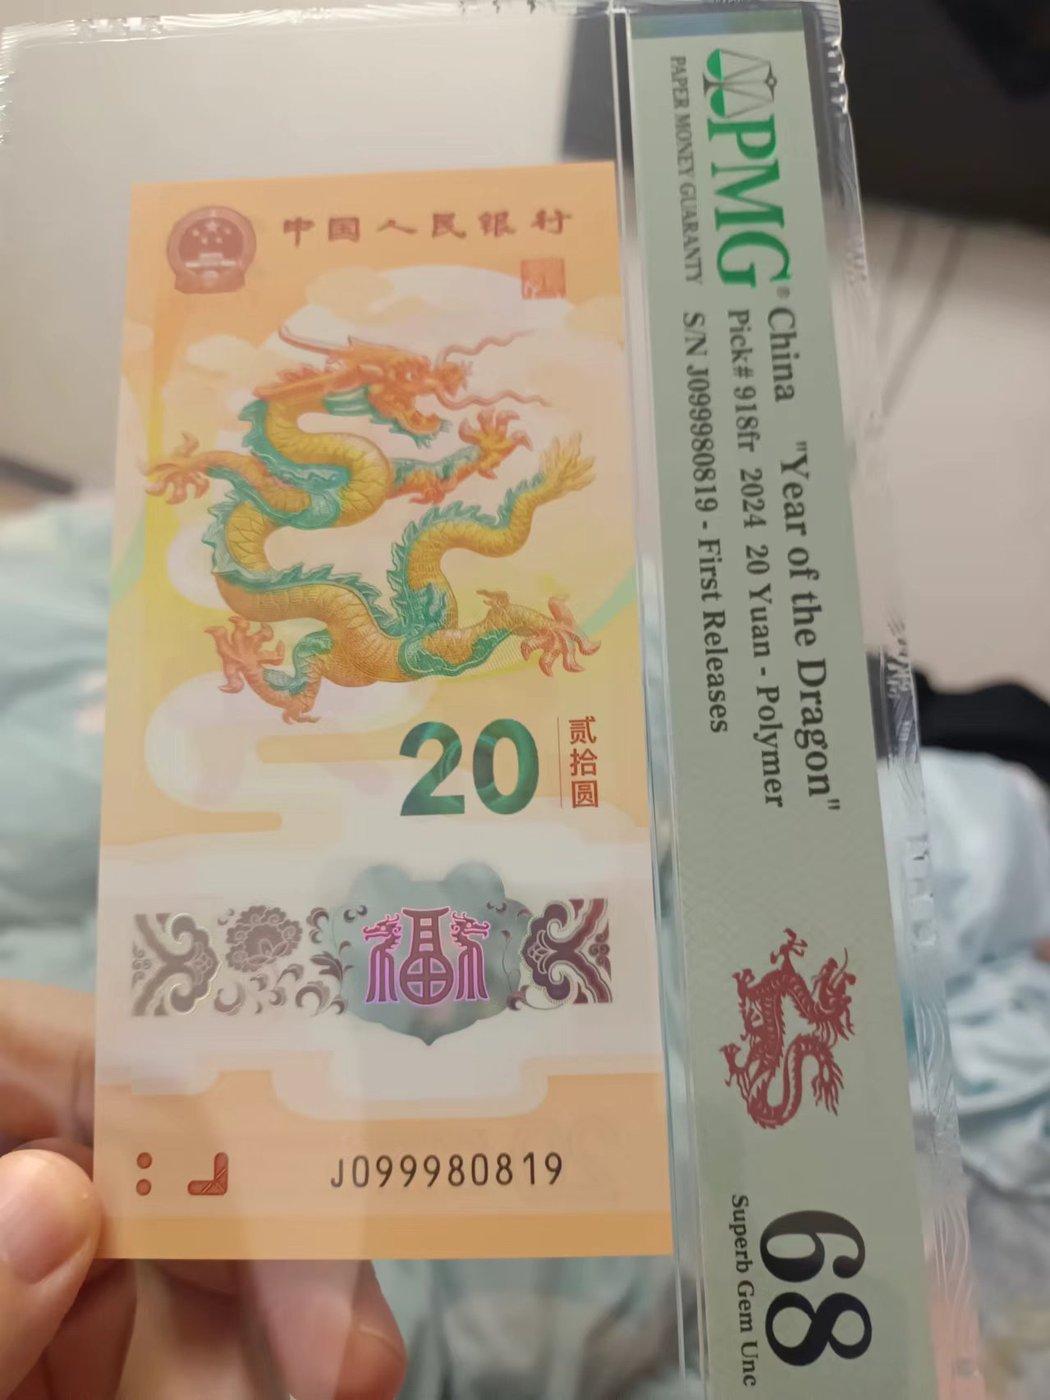 中国人民银行
20
贰拾圆
福
J099980819
PMG®
PAPER MONEY GUARANTY
China "Year of the Dragon"
Pick# 918fr 2024 20 Yuan - Polymer
S/N J099980819 - First Releases
68
Superb Gem Unc